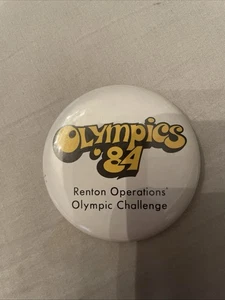 OLYMPICS
'84
Renton Operations'
Olympic Challenge